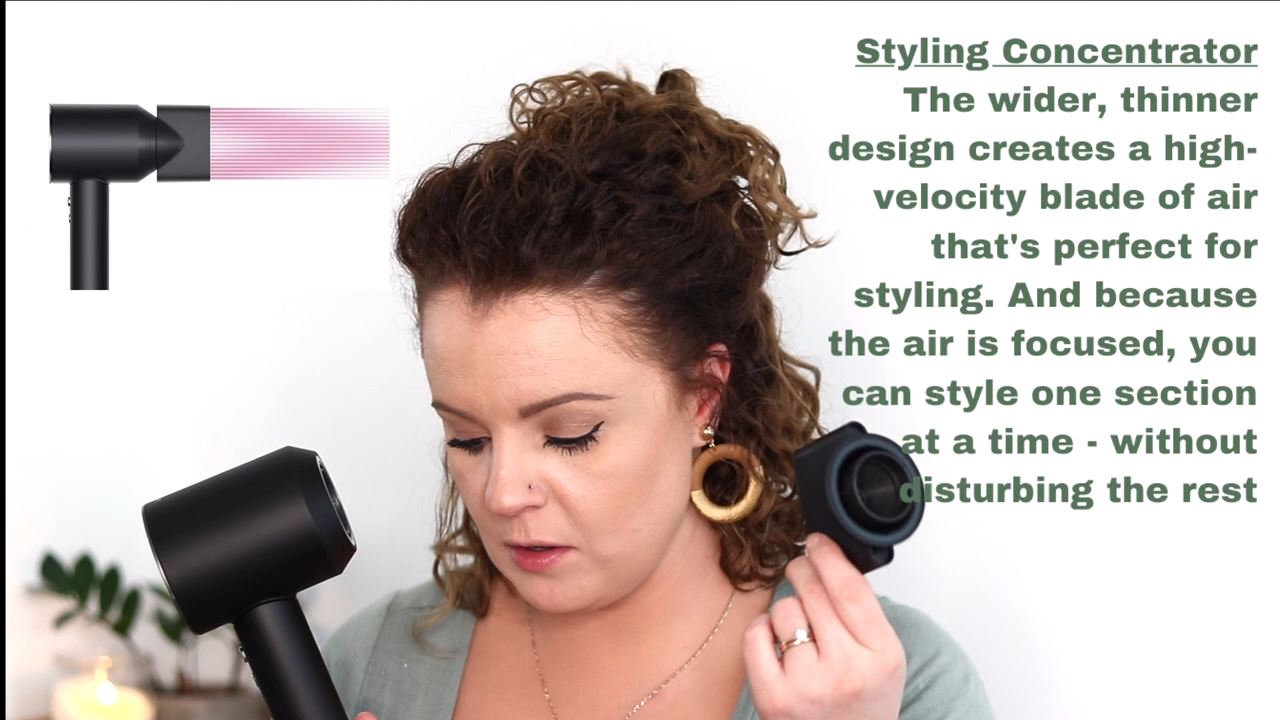 Styling Concentrator
The wider, thinner
design creates a high-
velocity blade of air
that's perfect for
styling. And because
the air is focused, you
can style one section
at a time - without
disturbing the rest